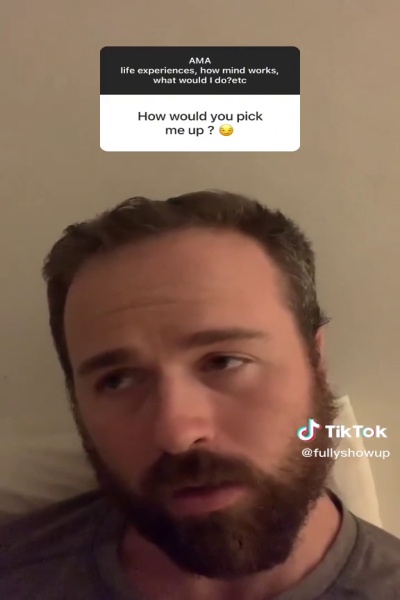 AMA
life experiences, how mind works,
what would I do?etc
How would you pick
me up ? 😏
TikTok
@fullyshowup